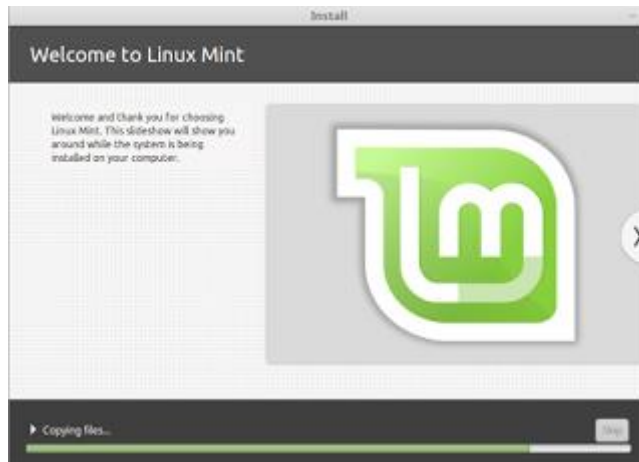 Install
Welcome to Linux Mint
Welcome and thank you for choosing
Linux Mint. This slideshow will show you
around while the system is being
installed on your computer.
lm
Copying files...
Skip